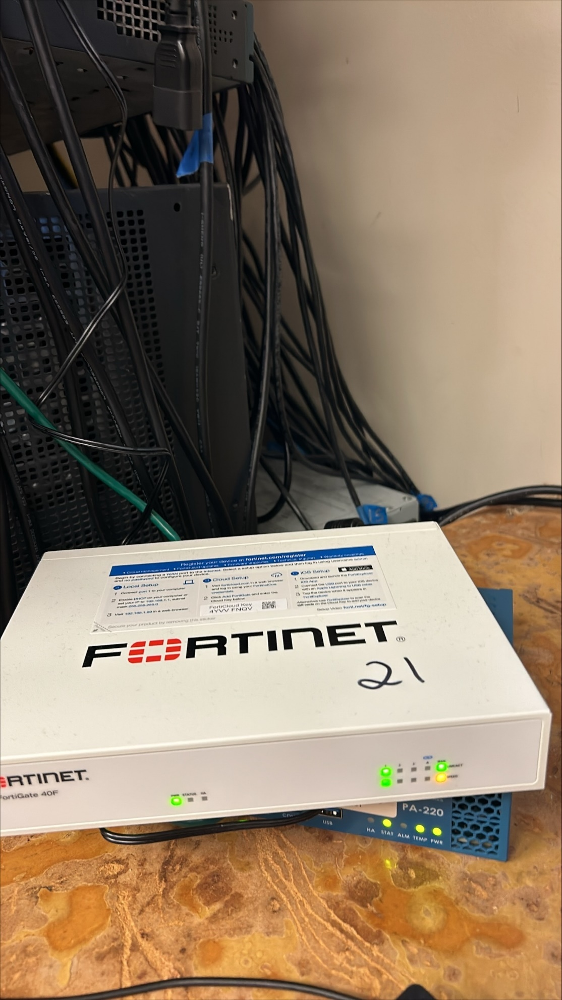 Register your device at fortinet.com/register
• Cloud management • FortiGuard updates • Firmware upgrades • Technical support • Warranty coverage
Begin by connecting a WAN port to the internet. Select a setup option below and then log in using username admin
and no password to configure your device.
A Local Setup
1 Connect port 1 to your computer
2 Enable DHCP on your computer or
set your IP to 192.168.1.1, subnet
mask 255.255.255.0
3 Visit 192.168.1.99 in a web browser
B Cloud Setup
1 Visit forticloud.com in a web browser
and log in using your FortinetOne
credentials
2 Click Add FortiGate and enter the
Cloud Key below
FortiCloud Key
4YVV FNQV
C iOS Setup
App Store
1 Download and launch the FortiExplorer
iOS App
2 Connect the USB port to your iOS device
with an Apple Lightning to USB cable
3 Tap the device when it appears in
FortiExplorer
Alternatively use FortiExplorer to scan the
QR code on the Cloud Key to add your device
Setup Video forti.net/fg-setup
Secure your product by removing this sticker
FORTINET®
21
ORTINET
FortiGate 40F
PWR STATUS HA
1 2 3 A WAN
LINK/ACT
SPEED
PA-220
USB
HA STAT ALM TEMP PWR